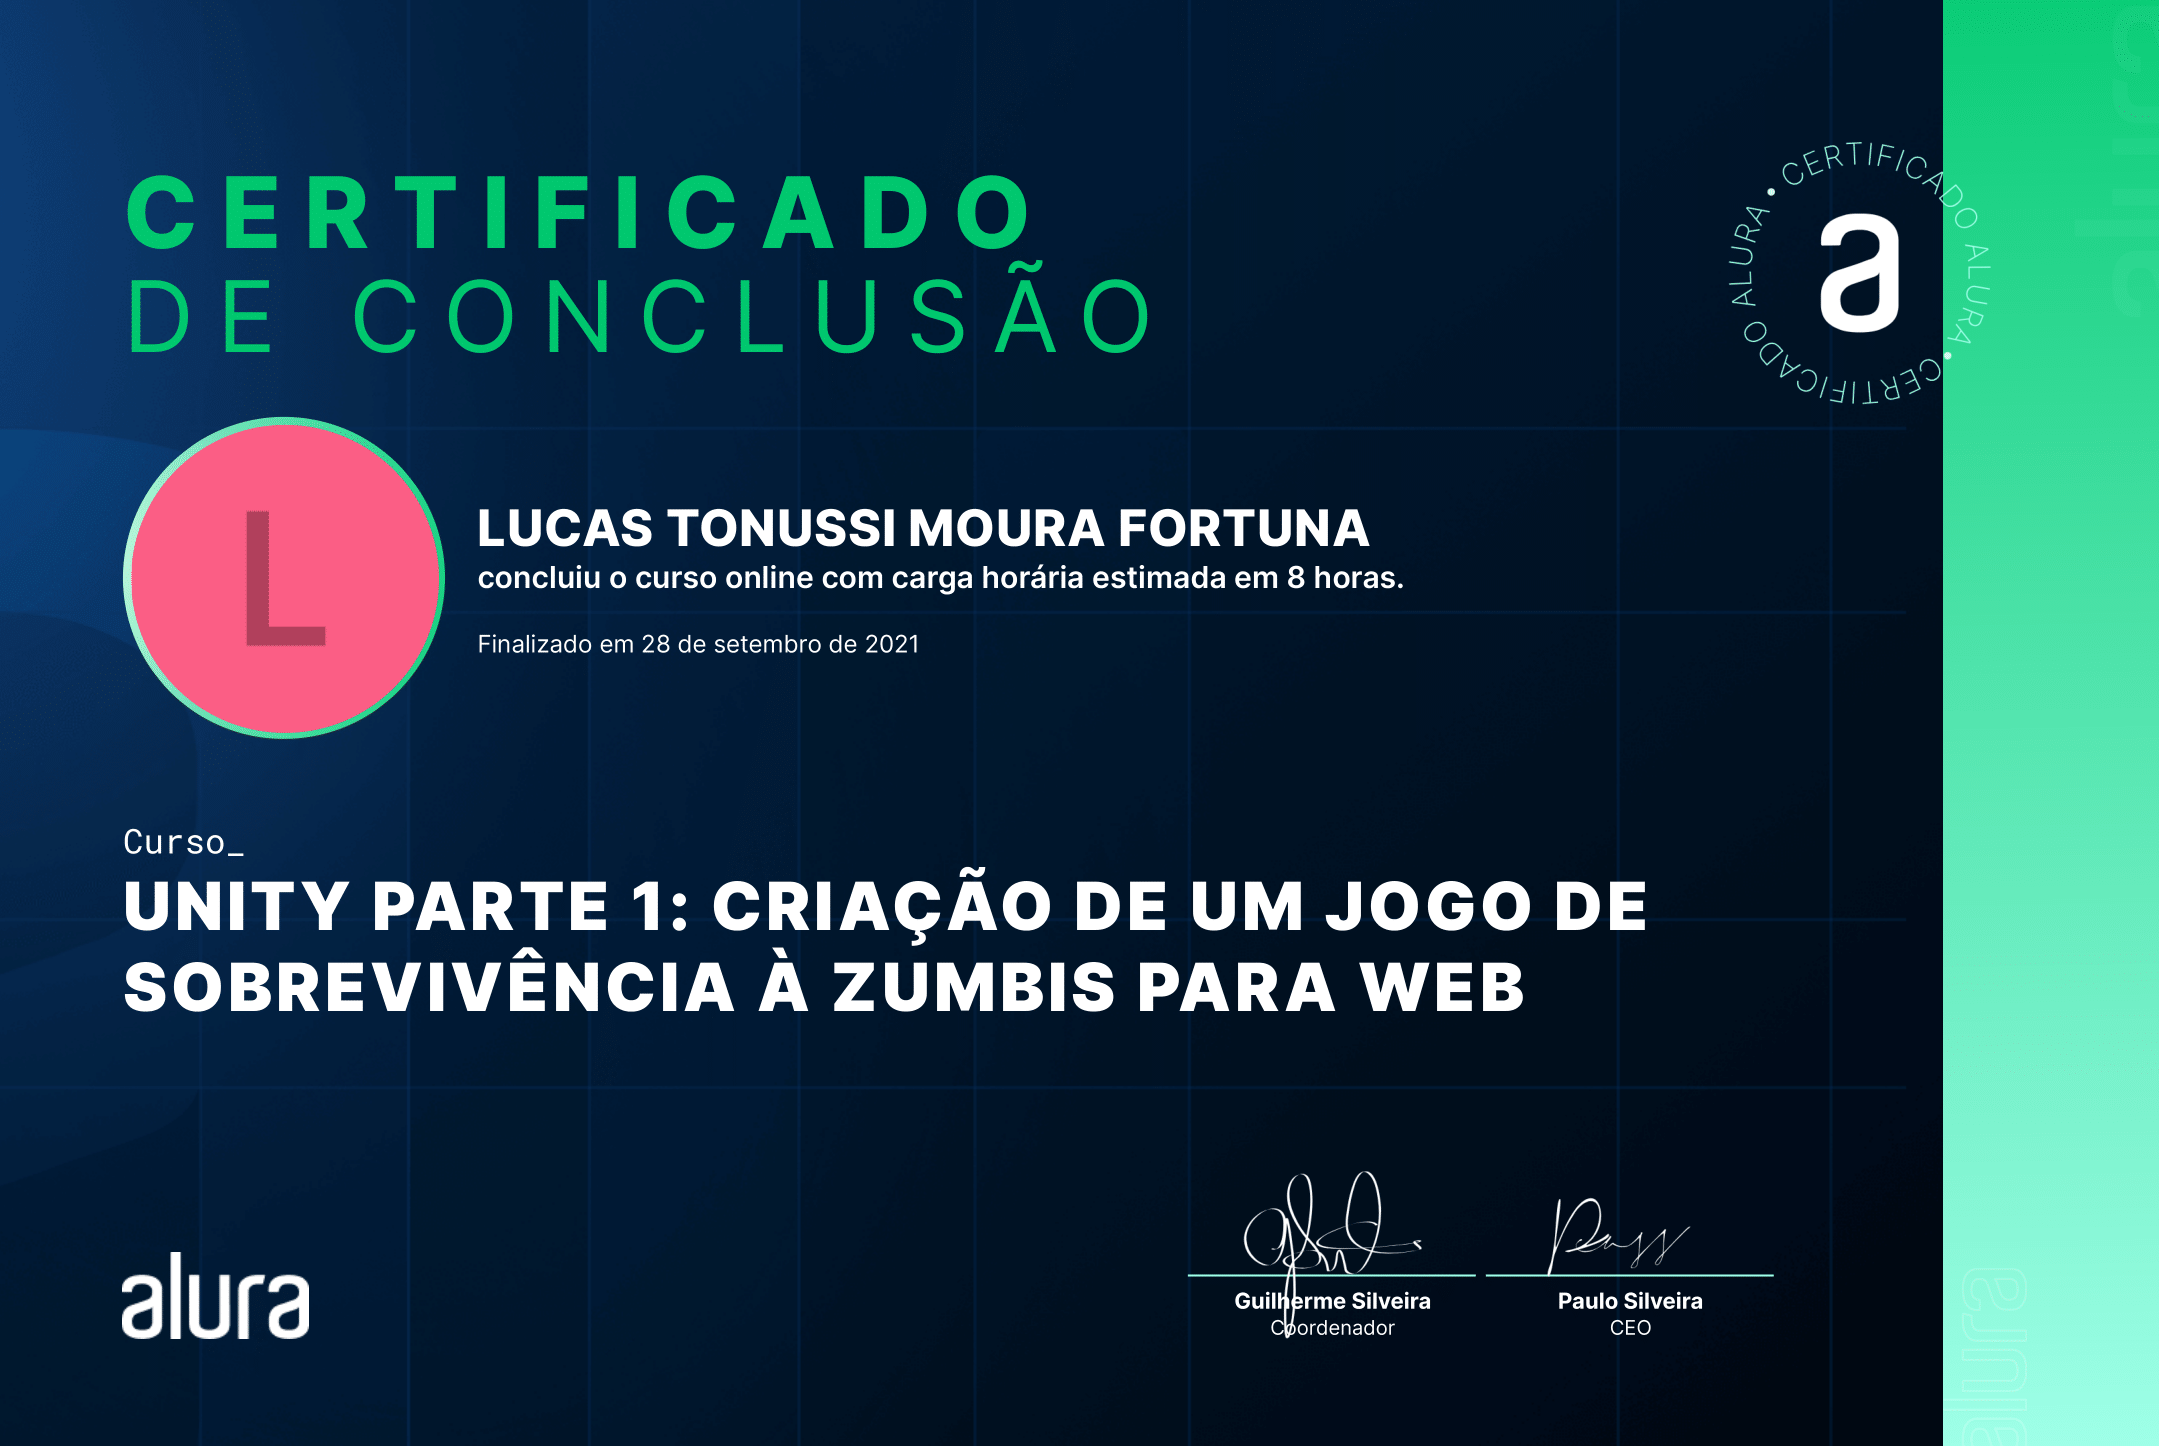 CERTIFICADO
DE CONCLUSÃO
• CERTIFICADO ALURA • CERTIFICADO ALURA
a
L
LUCAS TONUSSI MOURA FORTUNA
concluiu o curso online com carga horária estimada em 8 horas.
Finalizado em 28 de setembro de 2021
Curso_
UNITY PARTE 1: CRIAÇÃO DE UM JOGO DE
SOBREVIVÊNCIA À ZUMBIS PARA WEB
alura
Guilherme Silveira
Coordenador
Paulo Silveira
CEO
alura